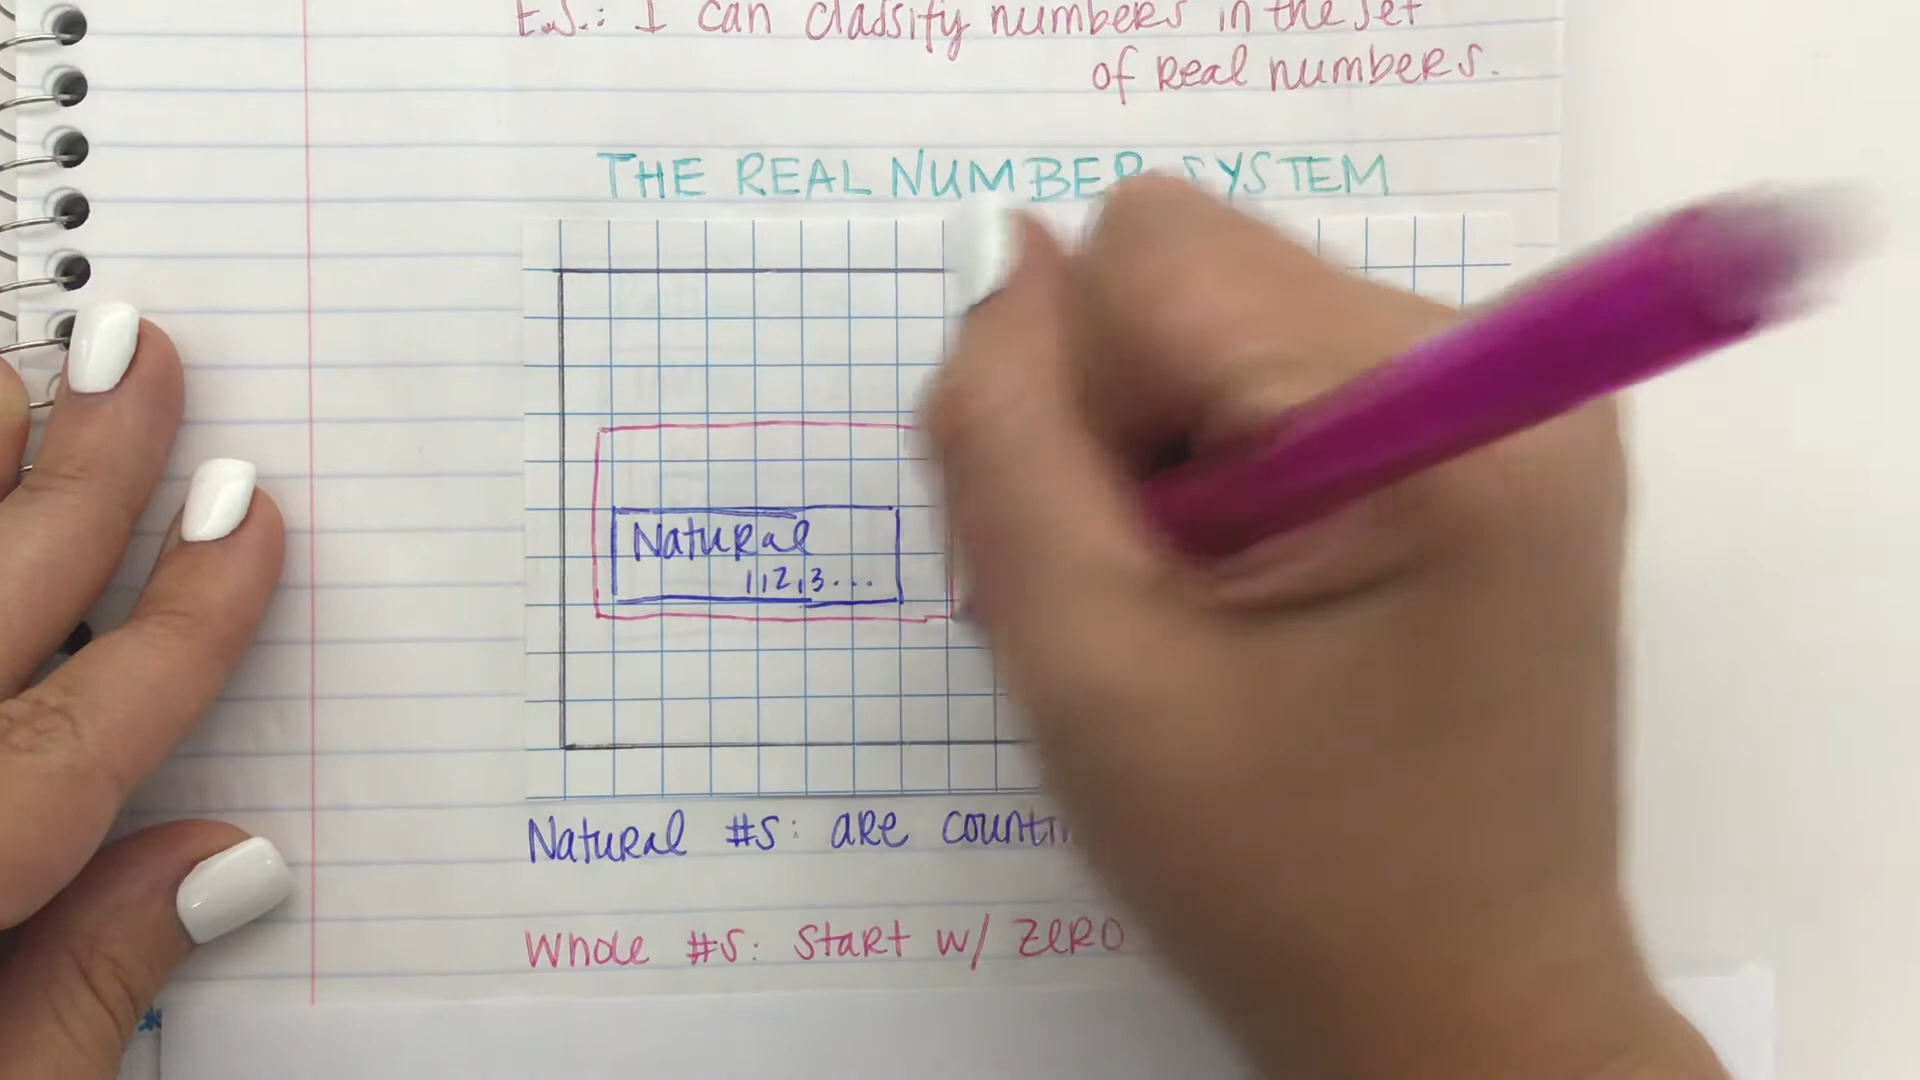 I can classify numbers in the set
of Real numbers.
THE REAL NUMBER SYSTEM
Natural
1,2,3...
Natural #s: are
Whole #s: Start w/ zero